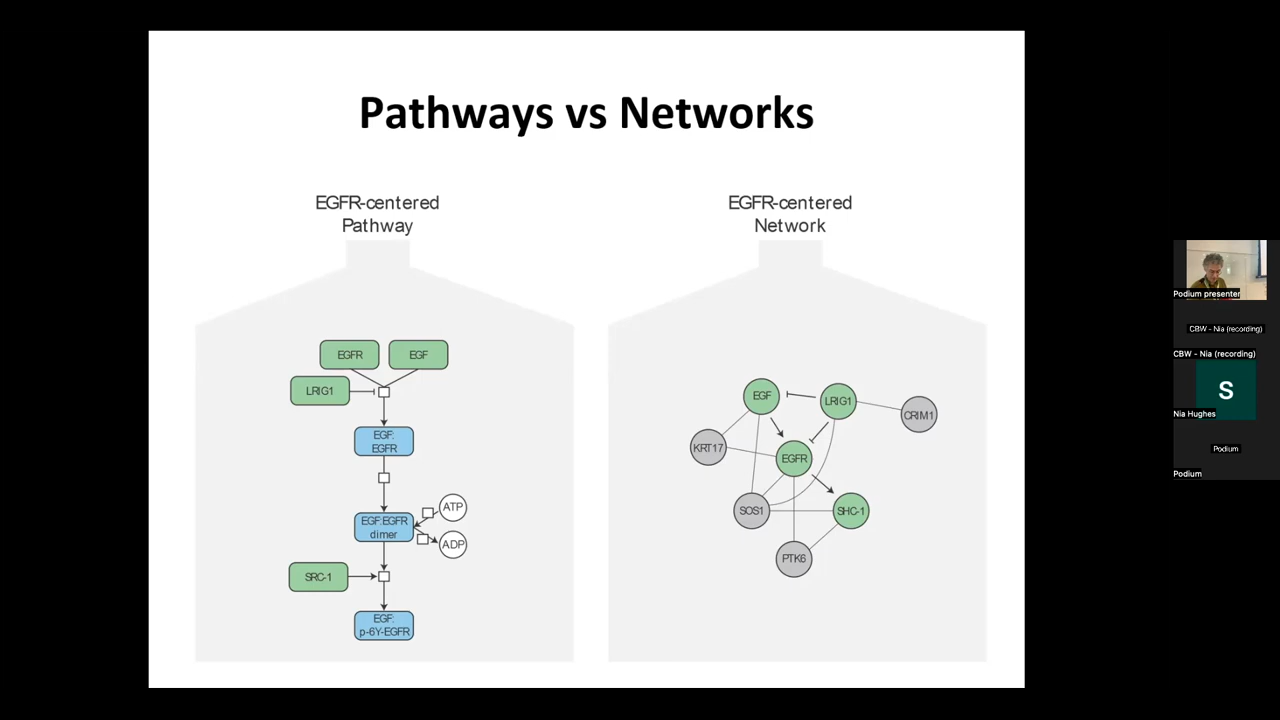 Pathways vs Networks
EGFR-centered
Pathway
EGFR
EGF
LRIG1
EGF:
EGFR
EGF:EGFR
dimer
ATP
ADP
SRC-1
EGF:
p-6Y-EGFR
EGFR-centered
Network
EGF
LRIG1
CRIM1
KRT17
EGFR
SOS1
SHC-1
PTK6
Podium presenter
CBW - Nia (recording)
CBW - Nia (recording)
S
Nia Hughes
Podium
Podium